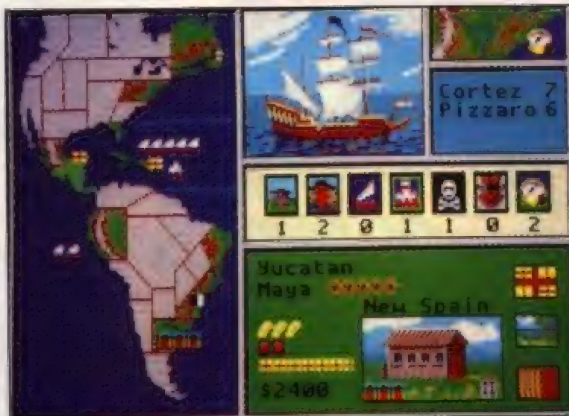 Cortez 7
Pizzaro 6
1 2 0 1 1 0 2
Yucatan
Maya
New Spain
$2400